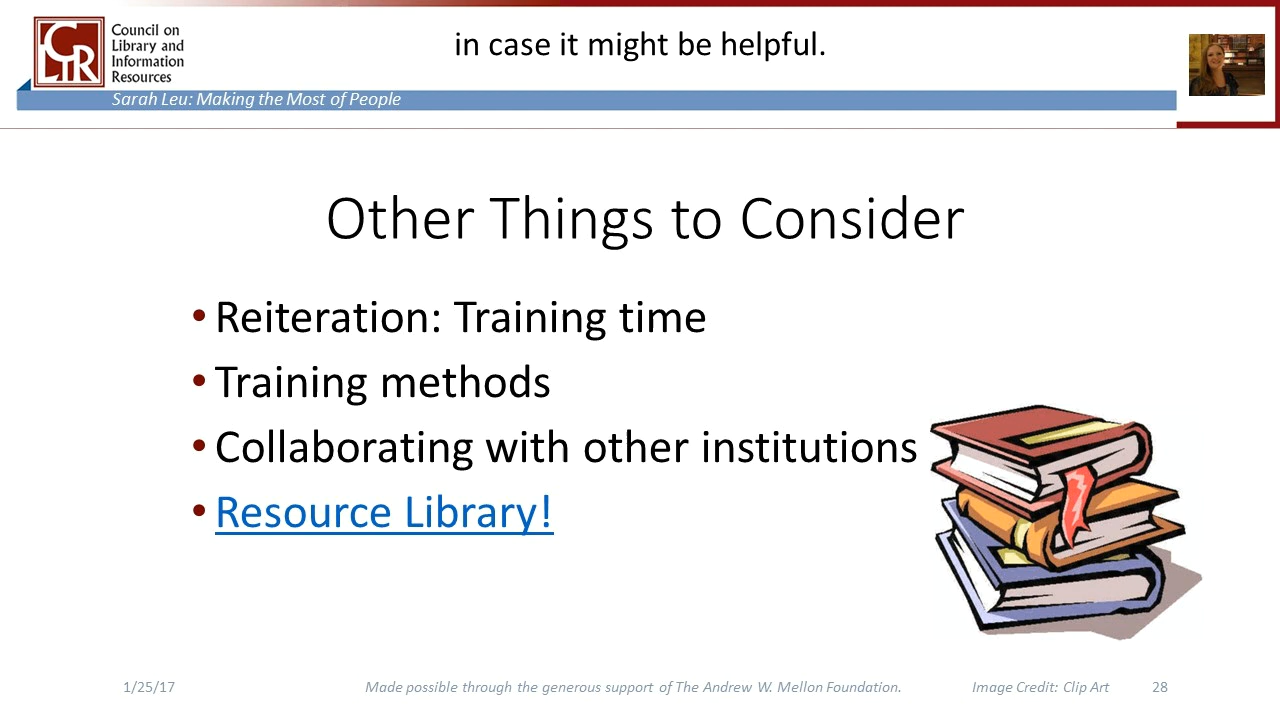 CLIR
Council on
Library and
Information
Resources
in case it might be helpful.
Sarah Leu: Making the Most of People
Other Things to Consider
• Reiteration: Training time
• Training methods
• Collaborating with other institutions
• Resource Library!
1/25/17
Made possible through the generous support of The Andrew W. Mellon Foundation.
Image Credit: Clip Art
28